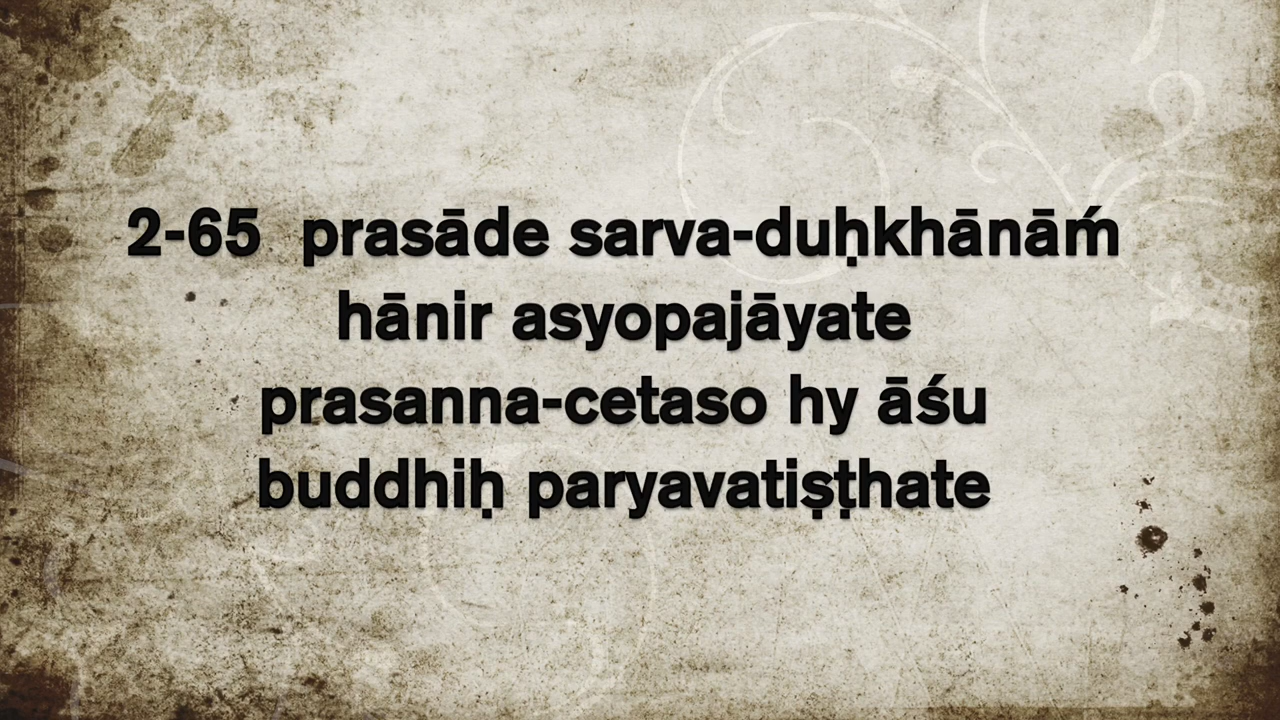 2-65  prasāde sarva-duḥkhānāḿ
hānir asyopajāyate
prasanna-cetaso hy āśu
buddhiḥ paryavatiṣṭhate